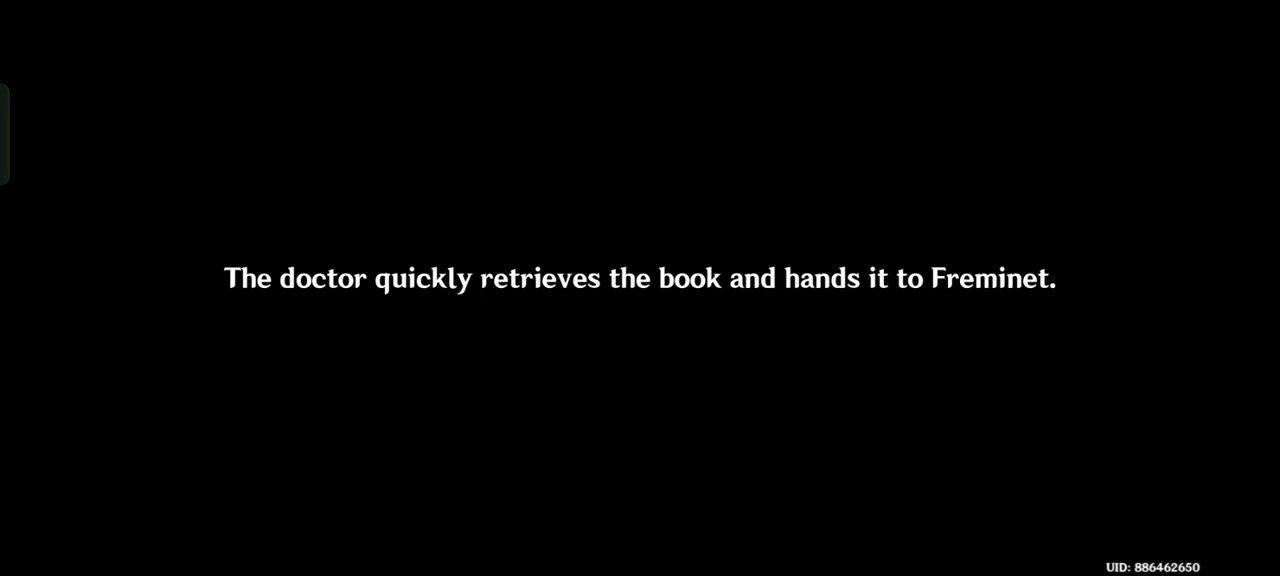 The doctor quickly retrieves the book and hands it to Freminet.
UID: 886462650